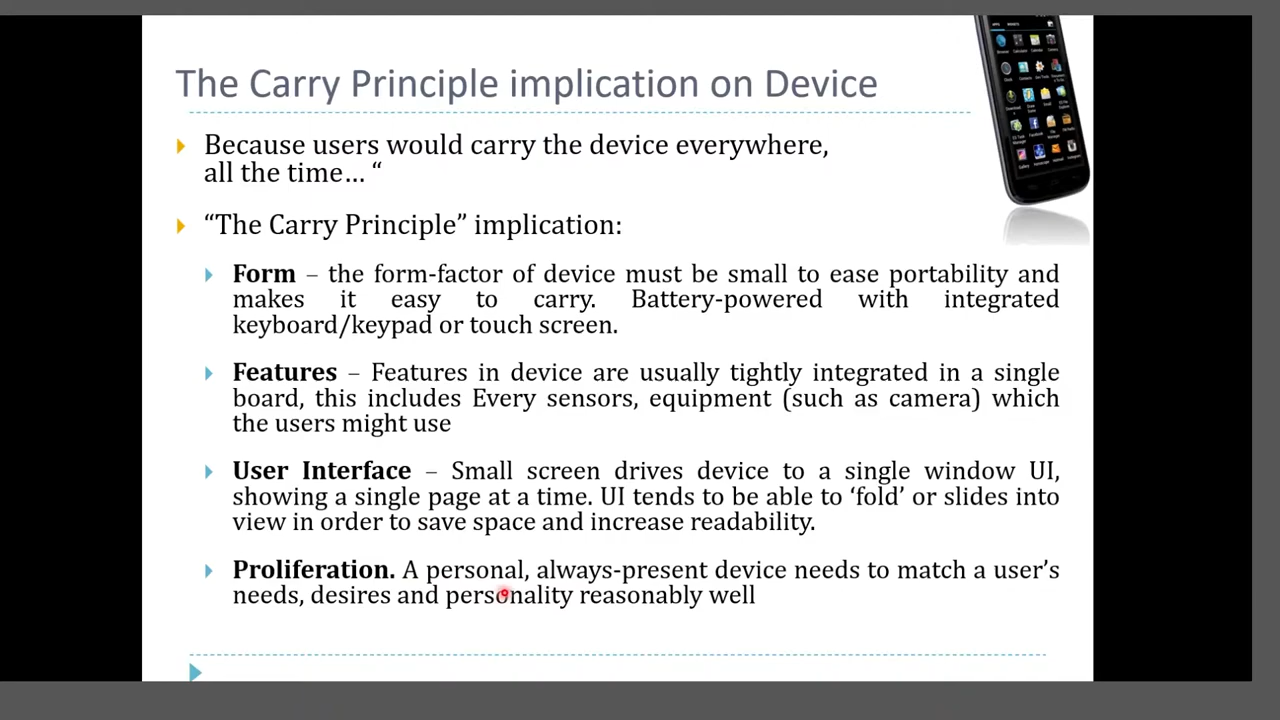 The Carry Principle implication on Device
Because users would carry the device everywhere,
all the time… “
“The Carry Principle” implication:
Form – the form-factor of device must be small to ease portability and
makes it easy to carry. Battery-powered with integrated
keyboard/keypad or touch screen.
Features – Features in device are usually tightly integrated in a single
board, this includes Every sensors, equipment (such as camera) which
the users might use
User Interface – Small screen drives device to a single window UI,
showing a single page at a time. UI tends to be able to ‘fold’ or slides into
view in order to save space and increase readability.
Proliferation. A personal, always-present device needs to match a user’s
needs, desires and personality reasonably well